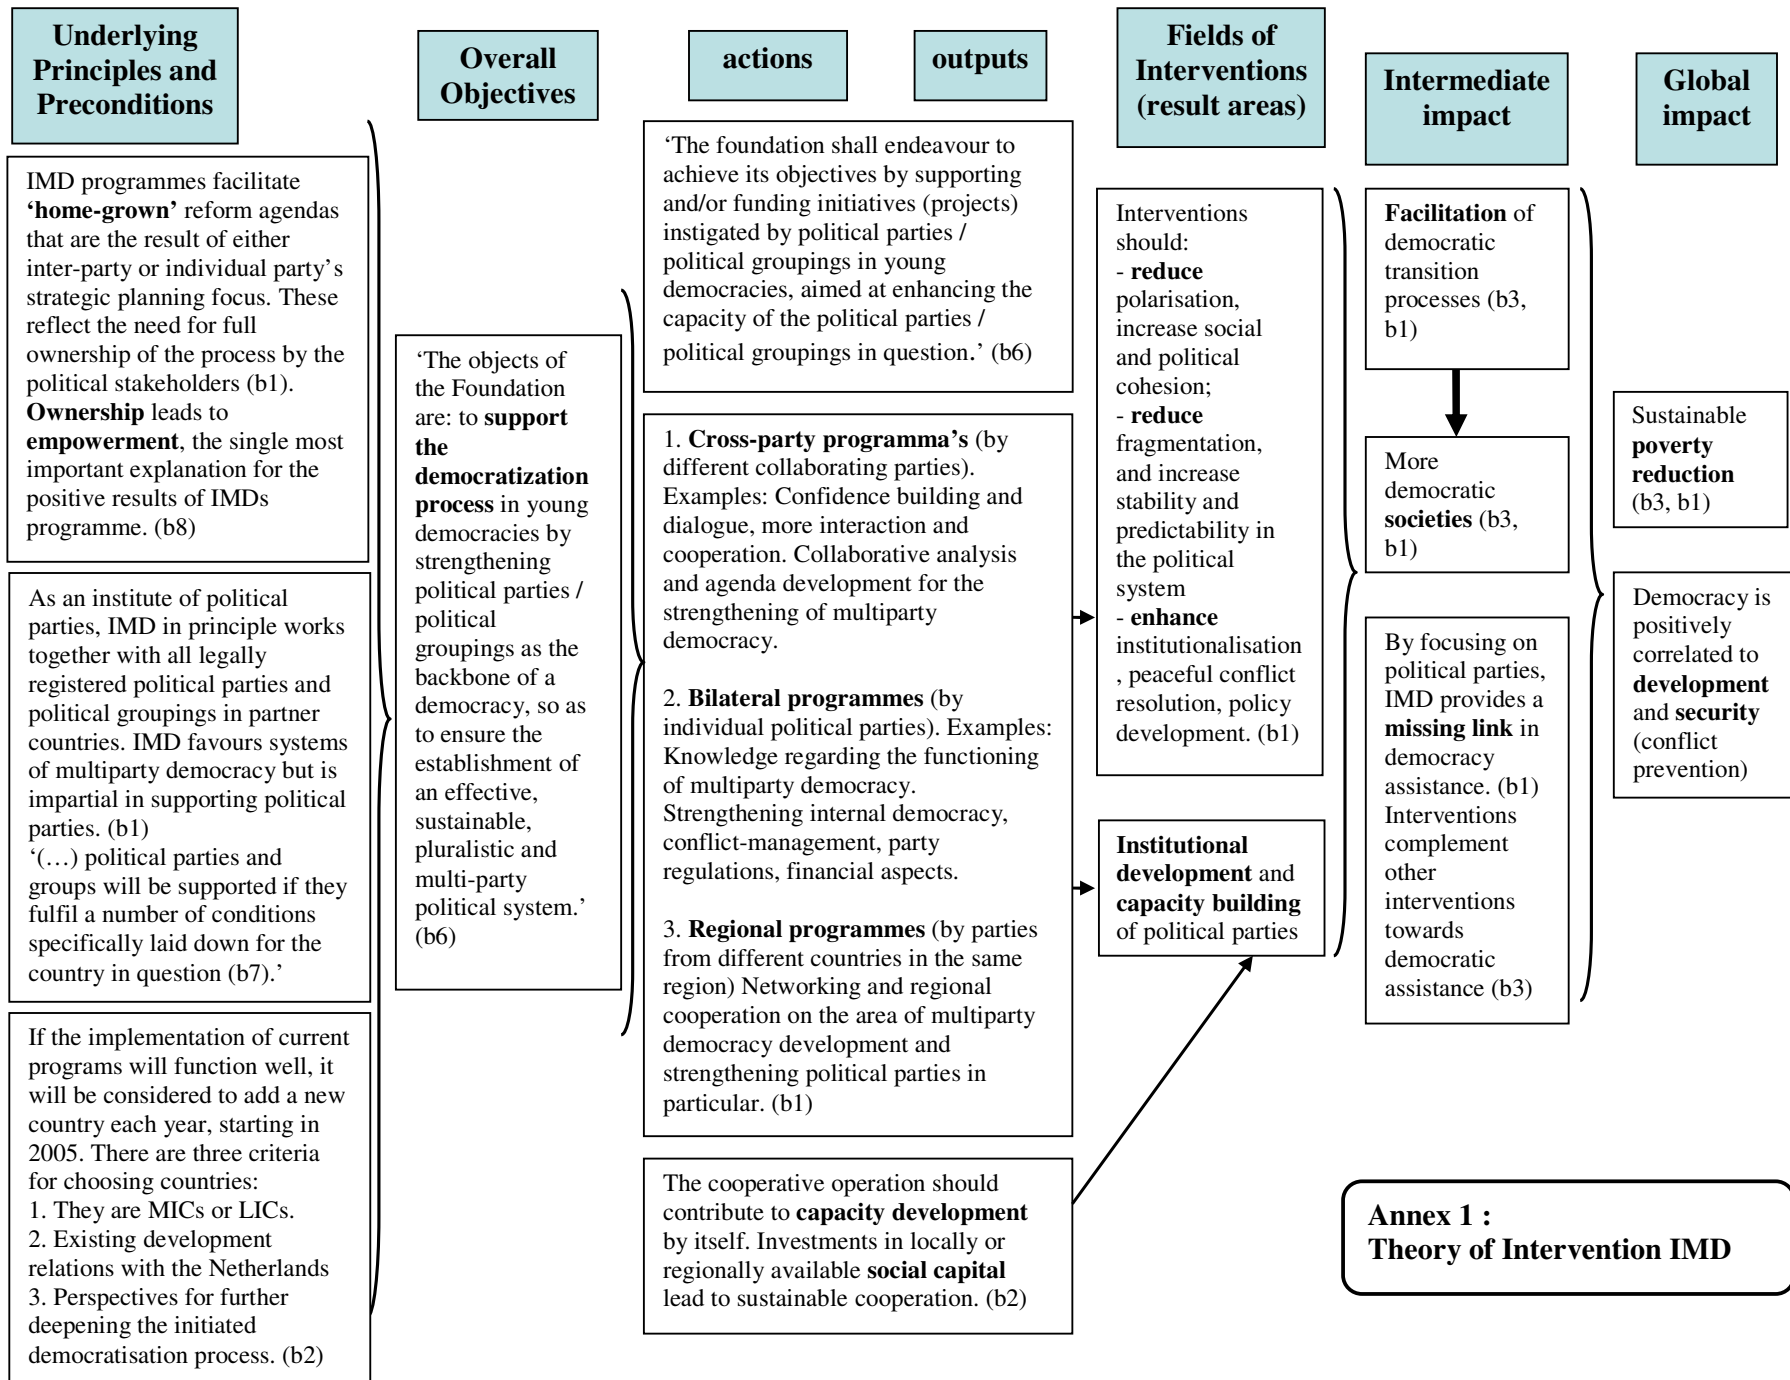 Underlying
Principles and
Preconditions
Overall
Objectives
actions
outputs
Fields of
Interventions
(result areas)
Intermediate
impact
Global
impact
IMD programmes facilitate
‘home-grown’ reform agendas
that are the result of either
inter-party or individual party’s
strategic planning focus. These
reflect the need for full
ownership of the process by the
political stakeholders (b1).
Ownership leads to
empowerment, the single most
important explanation for the
positive results of IMDs
programme. (b8)
As an institute of political
parties, IMD in principle works
together with all legally
registered political parties and
political groupings in partner
countries. IMD favours systems
of multiparty democracy but is
impartial in supporting political
parties. (b1)
‘(…) political parties and
groups will be supported if they
fulfil a number of conditions
specifically laid down for the
country in question (b7).’
If the implementation of current
programs will function well, it
will be considered to add a new
country each year, starting in
2005. There are three criteria
for choosing countries:
1. They are MICs or LICs.
2. Existing development
relations with the Netherlands
3. Perspectives for further
deepening the initiated
democratisation process. (b2)
‘The objects of
the Foundation
are: to support
the
democratization
process in young
democracies by
strengthening
political parties /
political
groupings as the
backbone of a
democracy, so as
to ensure the
establishment of
an effective,
sustainable,
pluralistic and
multi-party
political system.’
(b6)
‘The foundation shall endeavour to
achieve its objectives by supporting
and/or funding initiatives (projects)
instigated by political parties /
political groupings in young
democracies, aimed at enhancing the
capacity of the political parties /
political groupings in question.’ (b6)
1. Cross-party programma’s (by
different collaborating parties).
Examples: Confidence building and
dialogue, more interaction and
cooperation. Collaborative analysis
and agenda development for the
strengthening of multiparty
democracy.
2. Bilateral programmes (by
individual political parties). Examples:
Knowledge regarding the functioning
of multiparty democracy.
Strengthening internal democracy,
conflict-management, party
regulations, financial aspects.
3. Regional programmes (by parties
from different countries in the same
region) Networking and regional
cooperation on the area of multiparty
democracy development and
strengthening political parties in
particular. (b1)
The cooperative operation should
contribute to capacity development
by itself. Investments in locally or
regionally available social capital
lead to sustainable cooperation. (b2)
Interventions
should:
- reduce
polarisation,
increase social
and political
cohesion;
- reduce
fragmentation,
and increase
stability and
predictability in
the political
system
- enhance
institutionalisation
, peaceful conflict
resolution, policy
development. (b1)
Institutional
development and
capacity building
of political parties
Facilitation of
democratic
transition
processes (b3,
b1)
More
democratic
societies (b3,
b1)
By focusing on
political parties,
IMD provides a
missing link in
democracy
assistance. (b1)
Interventions
complement
other
interventions
towards
democratic
assistance (b3)
Sustainable
poverty
reduction
(b3, b1)
Democracy is
positively
correlated to
development
and security
(conflict
prevention)
Annex 1 :
Theory of Intervention IMD